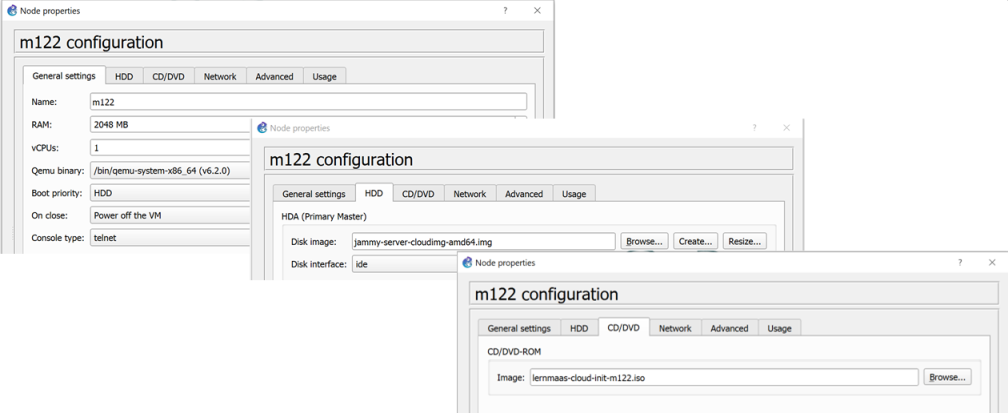 Node properties
m122 configuration
General settings HDD CD/DVD Network Advanced Usage
Name: m122
RAM: 2048 MB
vCPUs: 1
Qemu binary: /bin/qemu-system-x86_64 (v6.2.0)
Boot priority: HDD
On close: Power off the VM
Console type: telnet
Node properties
m122 configuration
General settings HDD CD/DVD Network Advanced Usage
HDA (Primary Master)
Disk image: jammy-server-cloudimg-amd64.img Browse... Create... Resize...
Disk interface: ide
Node properties
m122 configuration
General settings HDD CD/DVD Network Advanced Usage
CD/DVD-ROM
Image: lernmaas-cloud-init-m122.iso Browse...